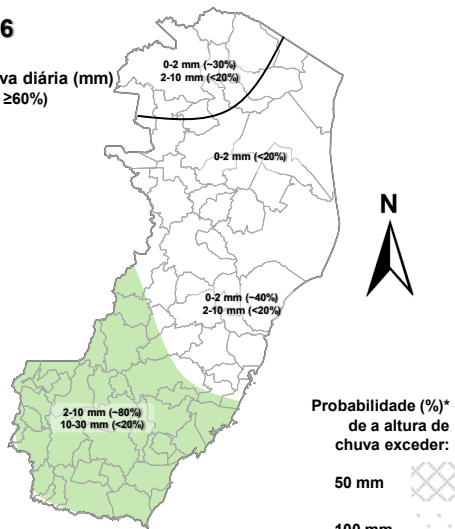 6
va diária (mm)
≥60%)
0-2 mm (~30%)
2-10 mm (<20%)
0-2 mm (<20%)
N
0-2 mm (~40%)
2-10 mm (<20%)
2-10 mm (~80%)
10-30 mm (<20%)
Probabilidade (%)*
de a altura de
chuva exceder:
50 mm
100 mm